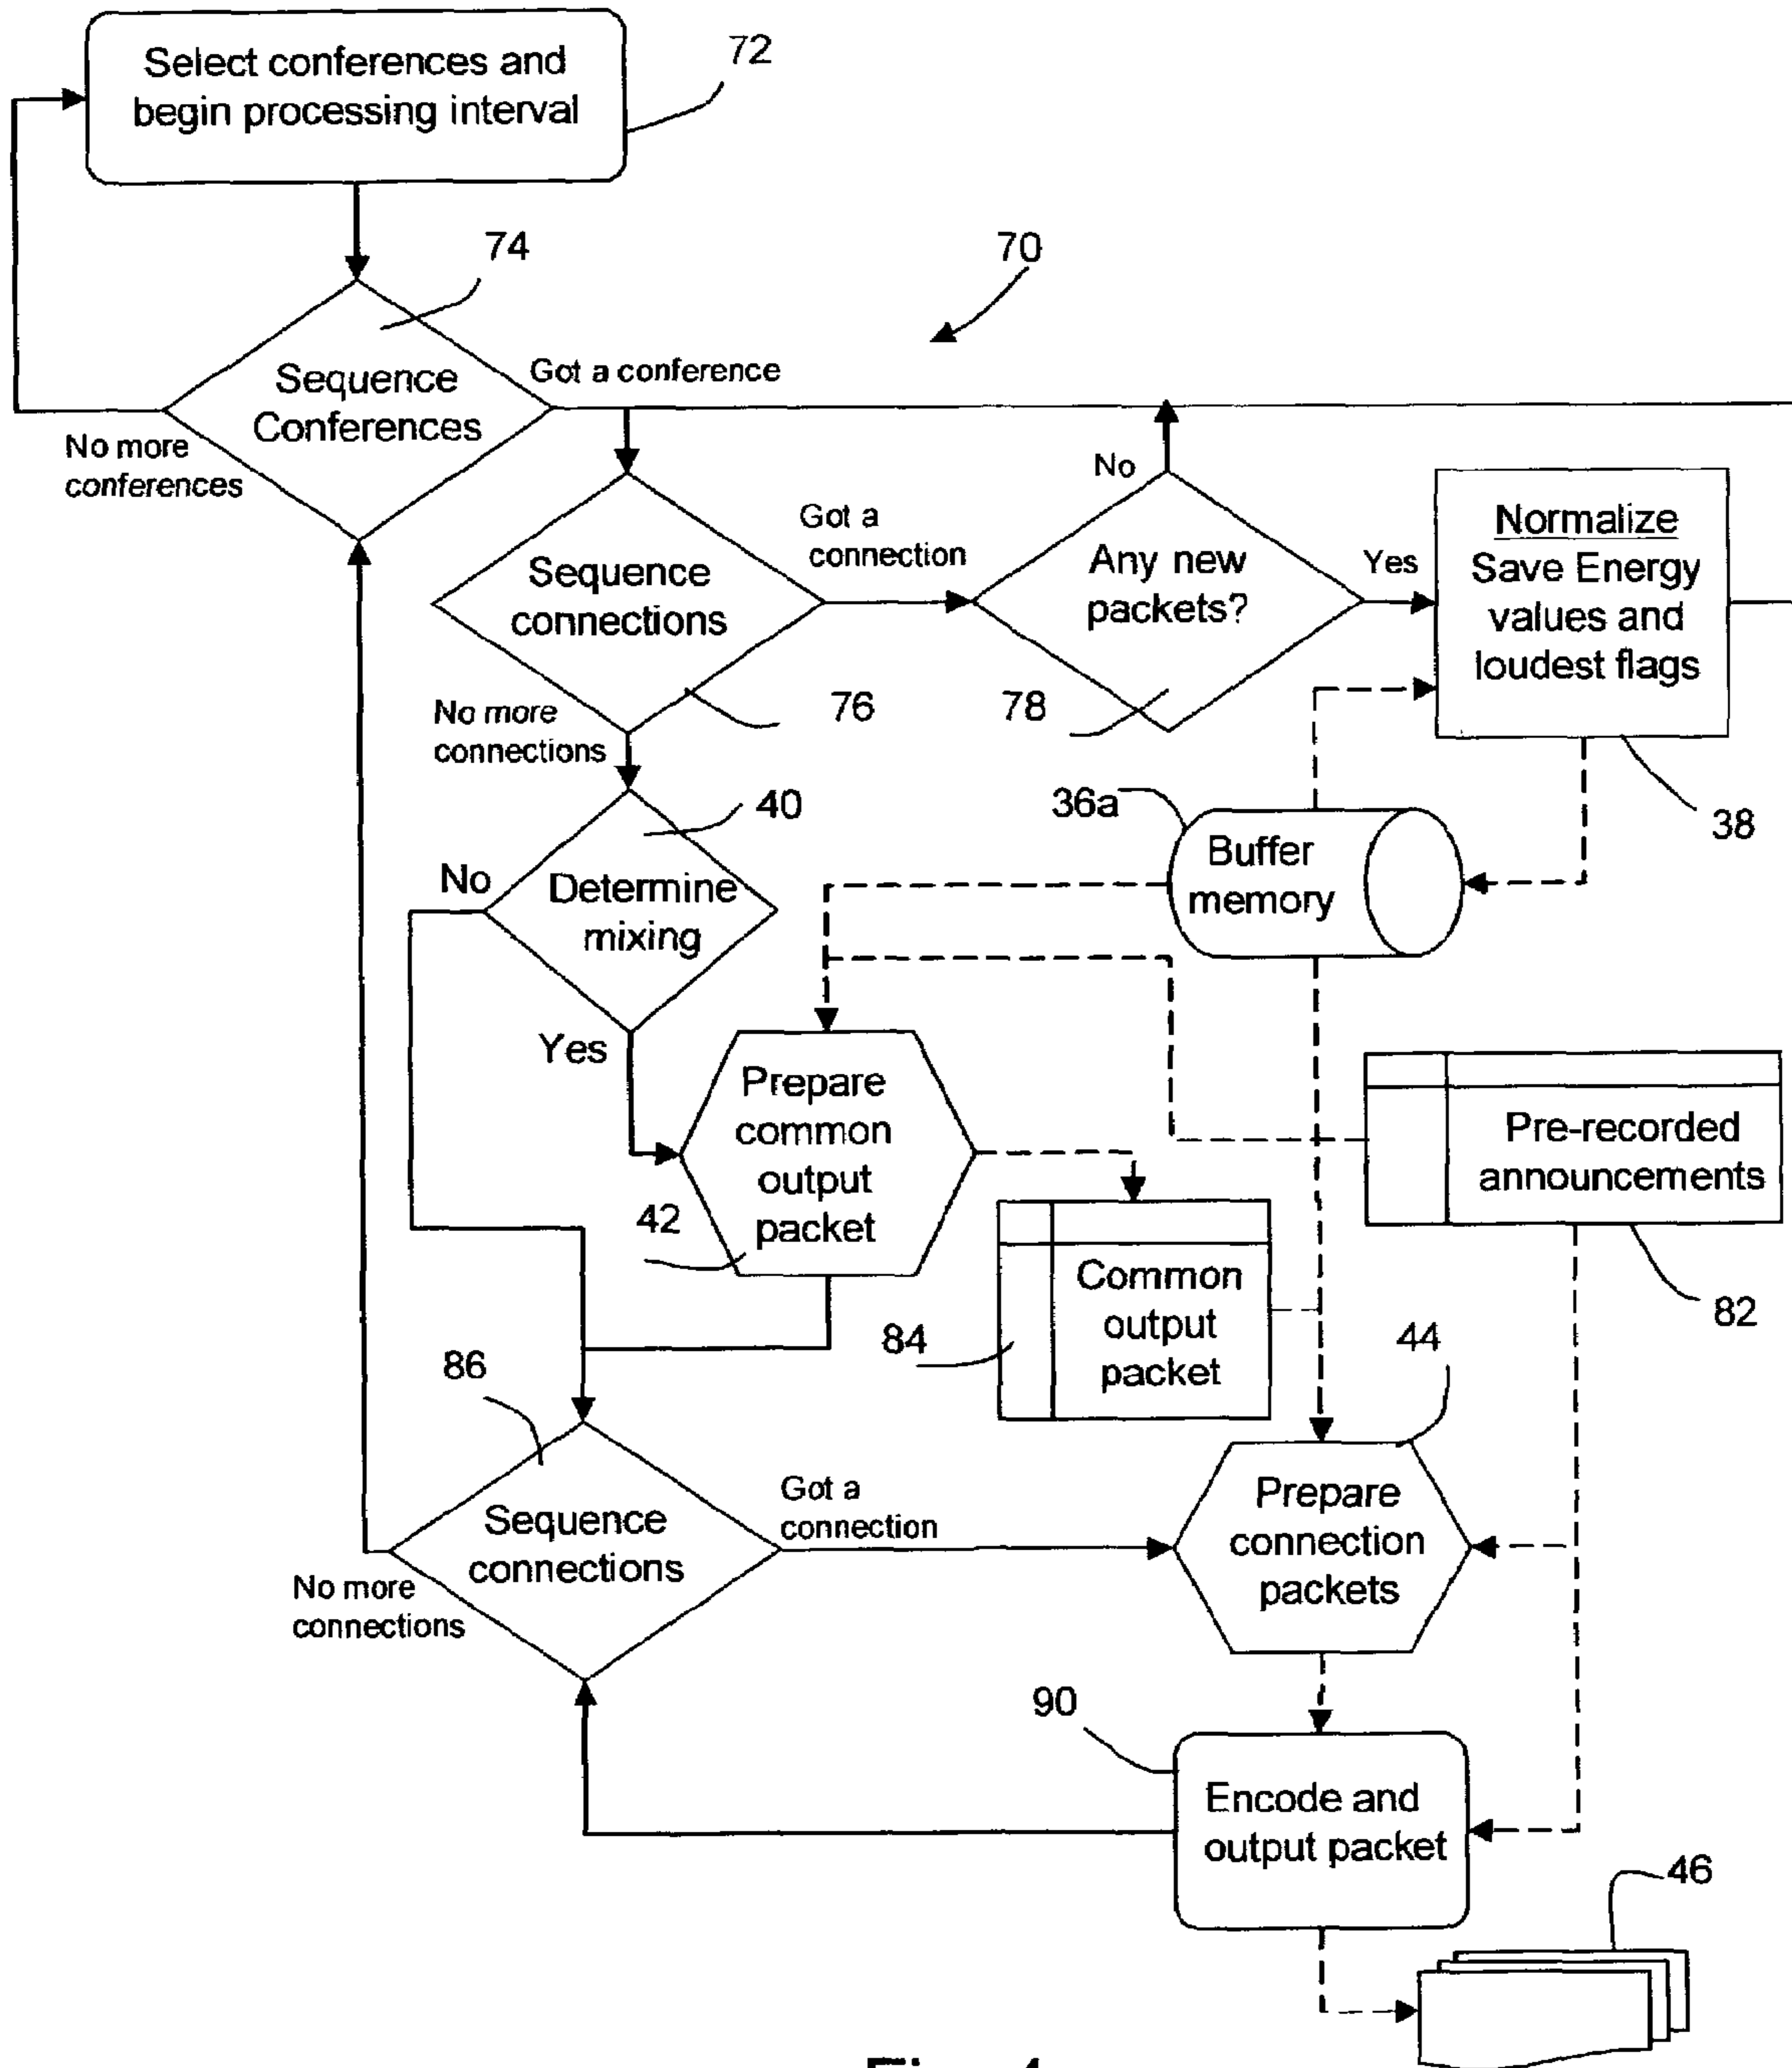 Select conferences and
begin processing interval
72
74
70
Sequence
Conferences
Got a conference
No more
conferences
Sequence
connections
Got a
connection
No
Any new
packets?
Yes
Normalize
Save Energy
values and
loudest flags
76
78
No more
connections
38
40
36a
Buffer
memory
No
Determine
mixing
Yes
Prepare
common
output
packet
42
Pre-recorded
announcements
82
Common
output
packet
84
44
86
Sequence
connections
Got a
connection
No more
connections
Prepare
connection
packets
90
Encode and
output packet
46